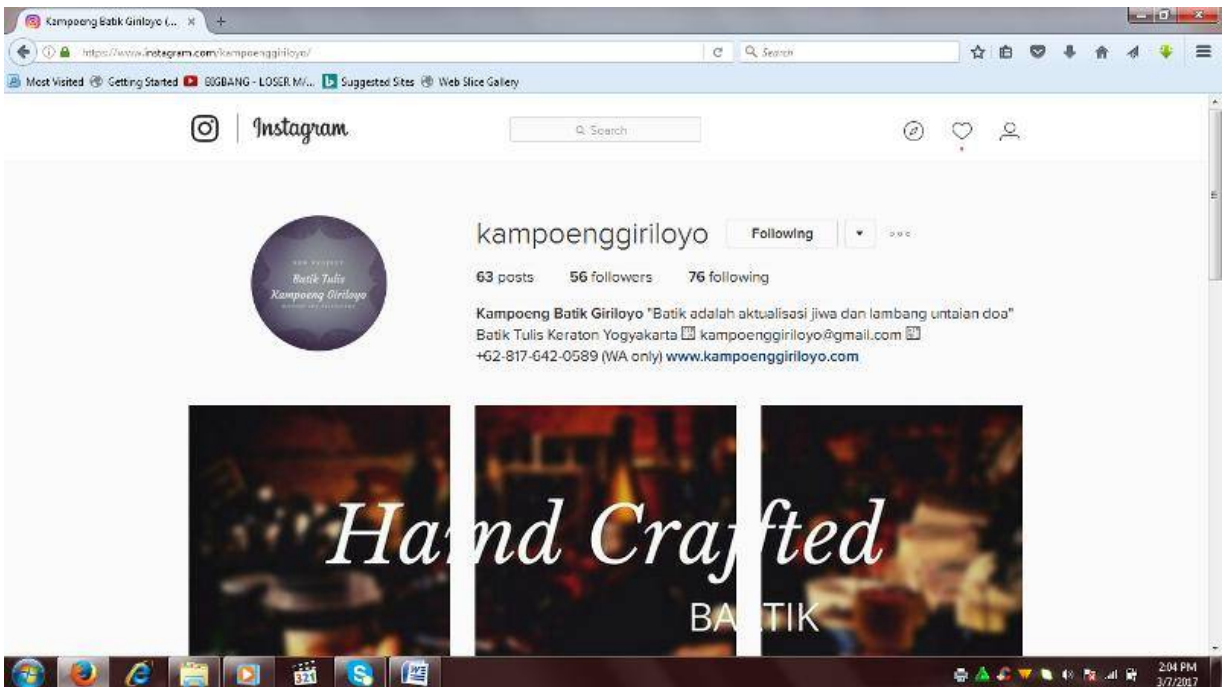 Kampoeng Batik Giriloyo (...
https://www.instagram.com/kampoenggiriloyo/
Search
Most Visited Getting Started BIGBANG - LOSER M/... Suggested Sites Web Slice Gallery
Instagram
Search
kampoenggiriloyo Following
63 posts 56 followers 76 following
Kampoeng Batik Giriloyo "Batik adalah aktualisasi jiwa dan lambang untaian doa"
Batik Tulis Keraton Yogyakarta kampoenggiriloyo@gmail.com
+62-817-642-0589 (WA only) www.kampoenggiriloyo.com
Batik Tulis
Kampoeng Giriloyo
Hand Crafted
BATIK
321
2:04 PM
3/7/2017